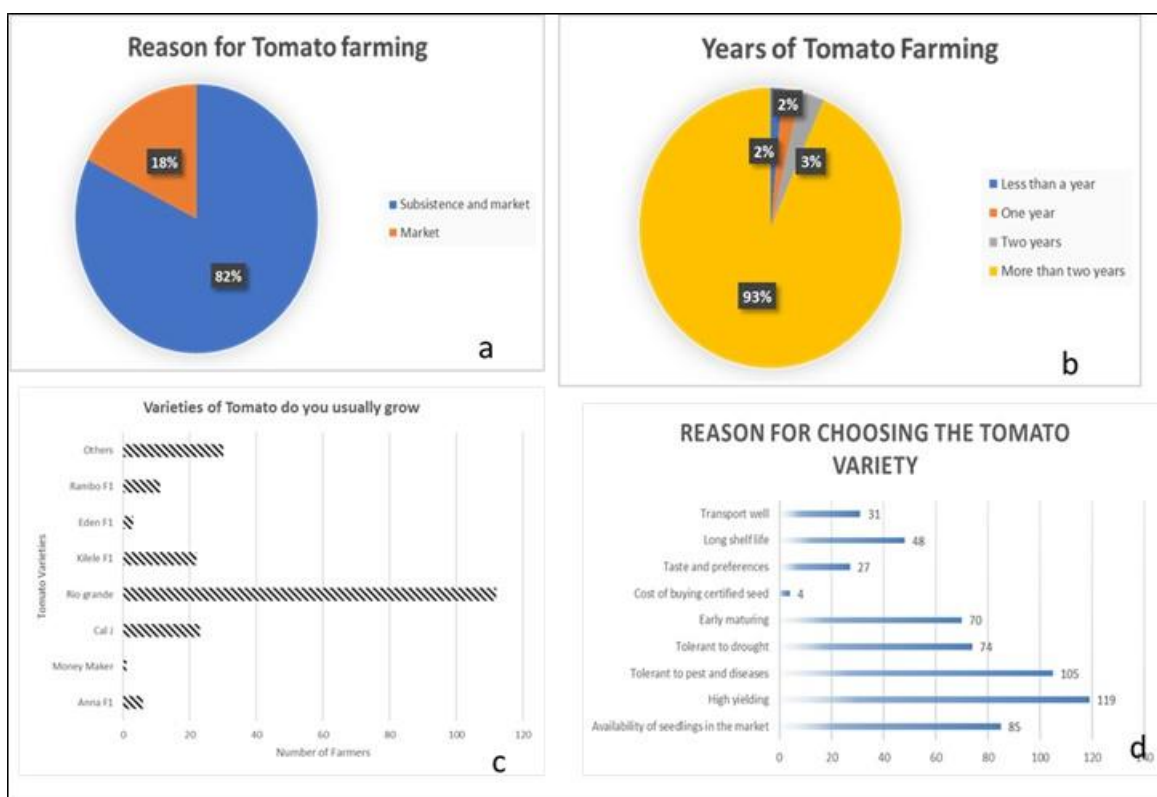 Reason for Tomato farming
18%
82%
Subsistence and market
Market
a
Years of Tomato Farming
2%
2%
3%
93%
Less than a year
One year
Two years
More than two years
b
Varieties of Tomato do you usually grow
Tomato Varieties
Others
Rambo F1
Eden F1
Kilele F1
Rio grande
Cal J
Money Maker
Anna F1
0 20 40 60 80 100 120
Number of Farmers
c
REASON FOR CHOOSING THE TOMATO
VARIETY
Transport well 31
Long shelf life 48
Taste and preferences 27
Cost of buying certified seed 4
Early maturing 70
Tolerant to drought 74
Tolerant to pest and diseases 105
High yielding 119
Availability of seedlings in the market 85
0 20 40 60 80 100 120 140
d